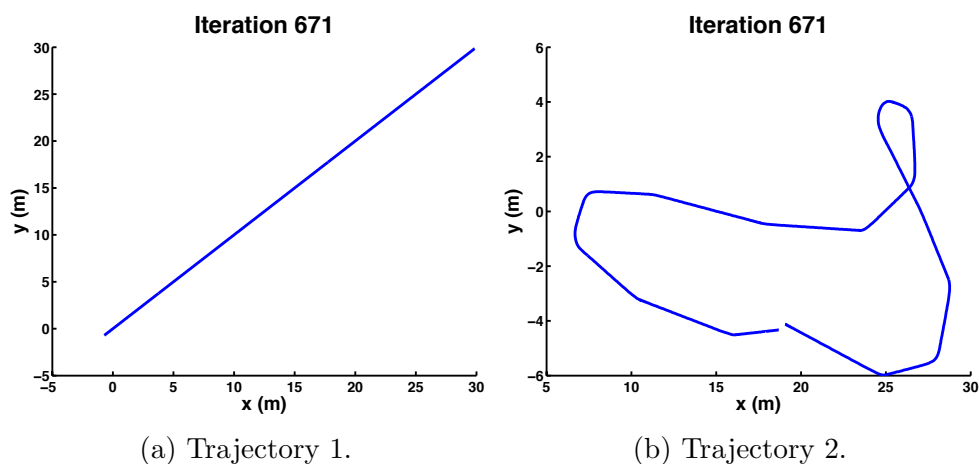 Iteration 671
30
25
20
15
10
5
0
−5
y (m)
−5 0 5 10 15 20 25 30
x (m)
(a) Trajectory 1.
Iteration 671
6
4
2
0
−2
−4
−6
y (m)
5 10 15 20 25 30
x (m)
(b) Trajectory 2.